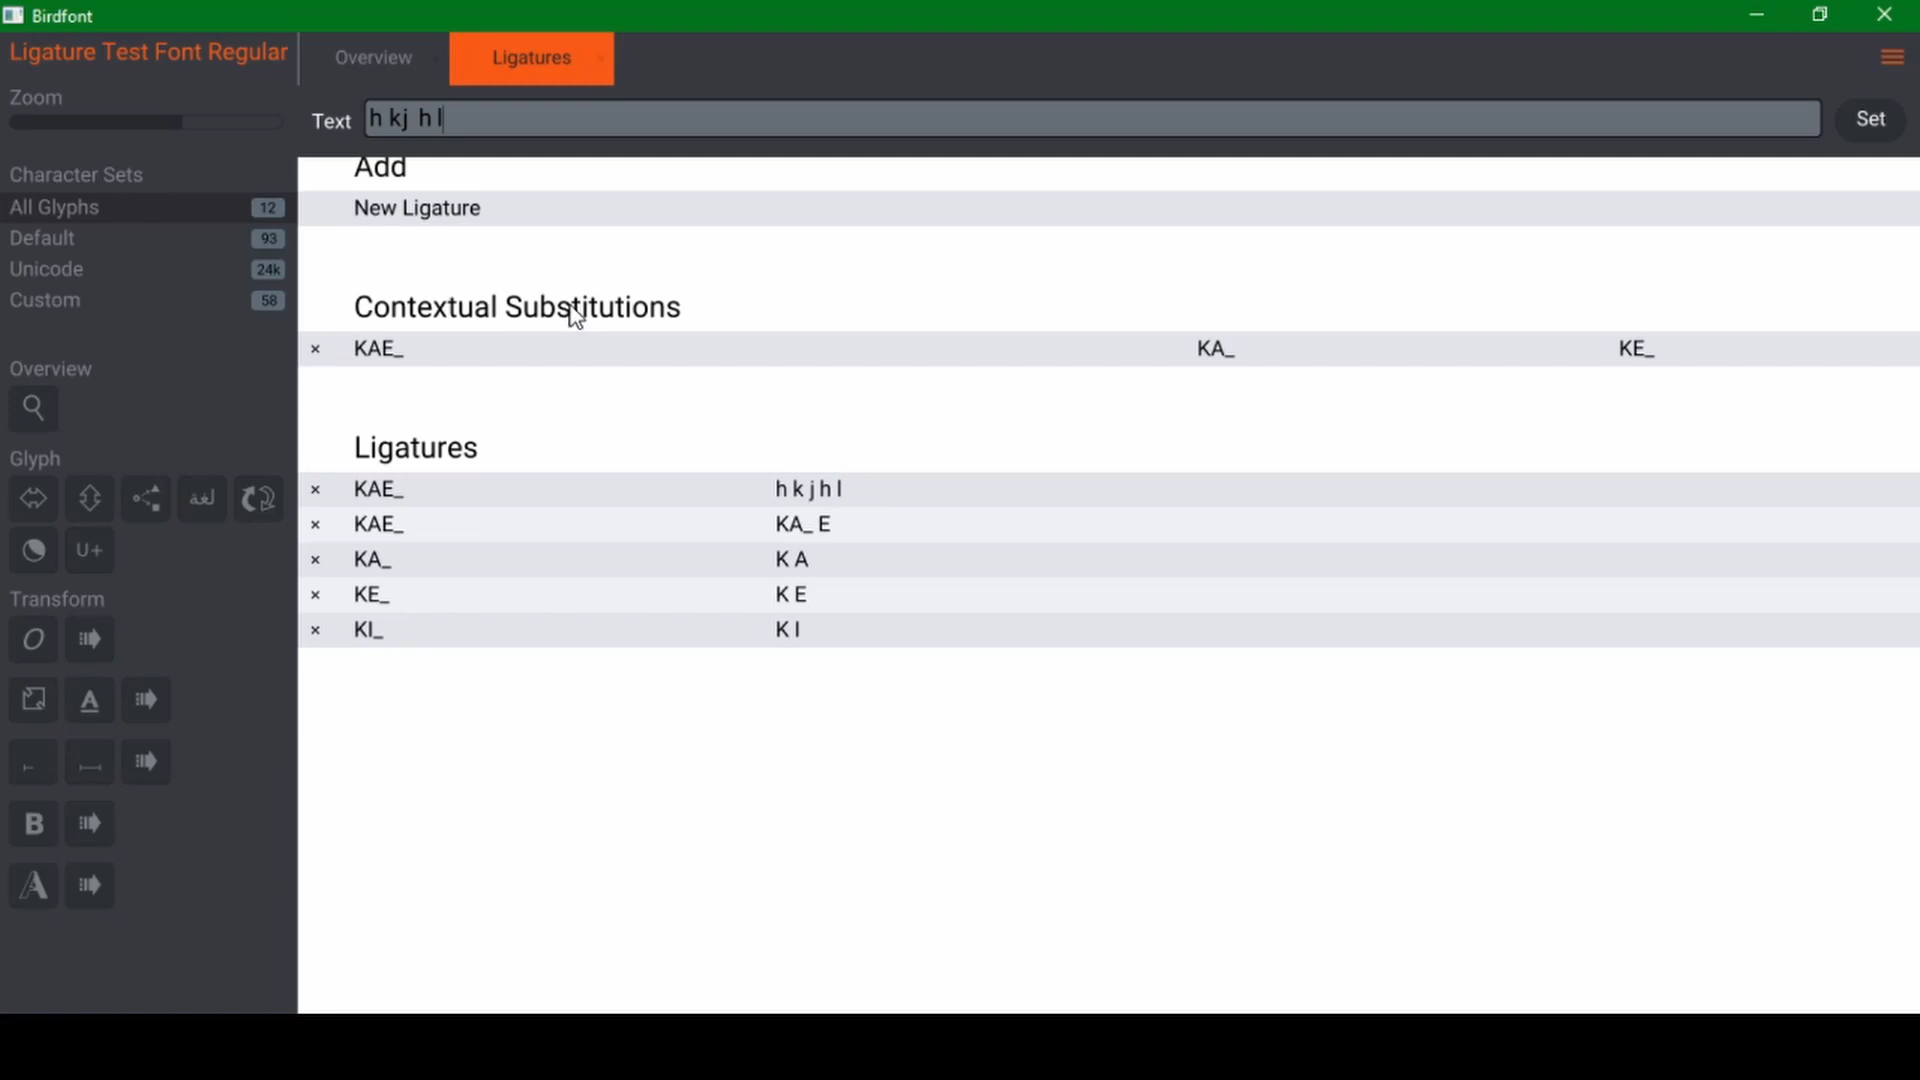 Birdfont
Ligature Test Font Regular
Overview
Ligatures
Zoom
Text
h kj h l
Set
Character Sets
All Glyphs 12
Default 93
Unicode 24k
Custom 58
Overview
Glyph
لغة
U+
Transform
O
A
B
A
Add
New Ligature
Contextual Substitutions
× KAE_ KA_ KE_
Ligatures
× KAE_ h k j h l
× KAE_ KA_ E
× KA_ K A
× KE_ K E
× KI_ K I